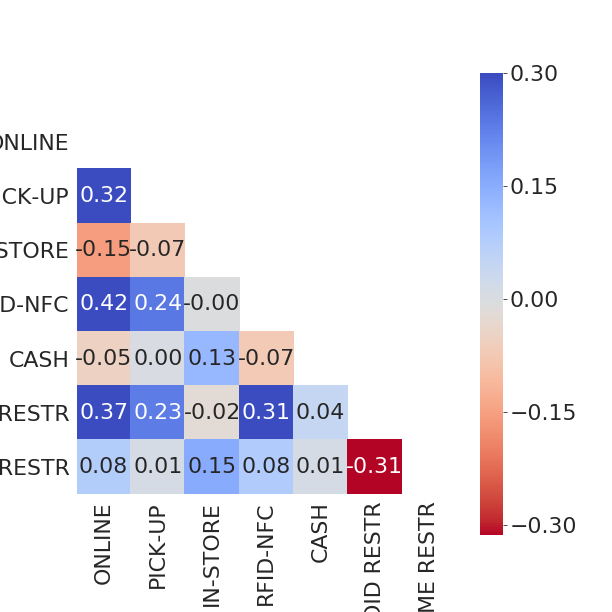 0.30
ONLINE
CK-UP
0.32
0.15
STORE
-0.15
-0.07
D-NFC
0.42
0.24
-0.00
0.00
CASH
-0.05
0.00
0.13
-0.07
RESTR
0.37
0.23
-0.02
0.31
0.04
−0.15
RESTR
0.08
0.01
0.15
0.08
0.01
-0.31
−0.30
ONLINE
PICK-UP
IN-STORE
RFID-NFC
CASH
OID RESTR
ME RESTR